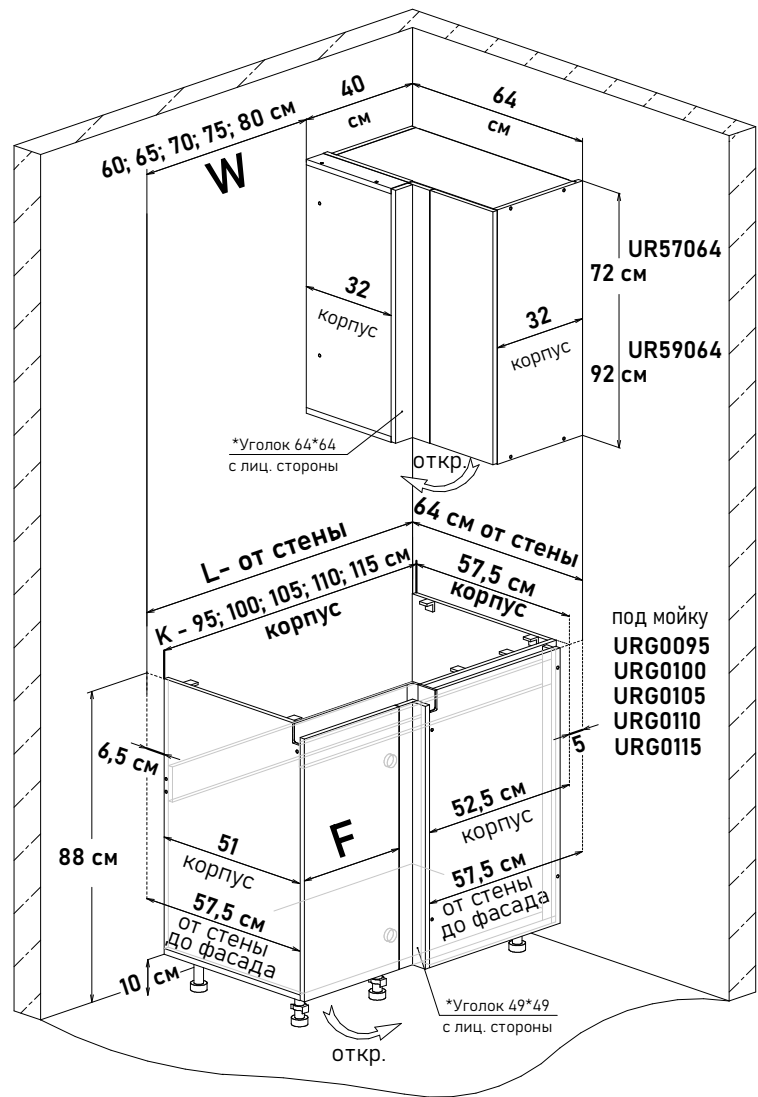 40
см
64
см
60; 65; 70; 75; 80 см
W
UR57064
72 см
32
корпус
32
корпус
UR59064
92 см
*Уголок 64*64
с лиц. стороны
откр.
64 см от стены
L- от стены
57,5 см
корпус
K - 95; 100; 105; 110; 115 см
корпус
под мойку
URG0095
URG0100
URG0105
URG0110
URG0115
6,5 см
5
52,5 см
корпус
F
51
корпус
88 см
57,5 см
от стены
до фасада
57,5 см
от стены
до фасада
10 см
*Уголок 49*49
с лиц. стороны
откр.